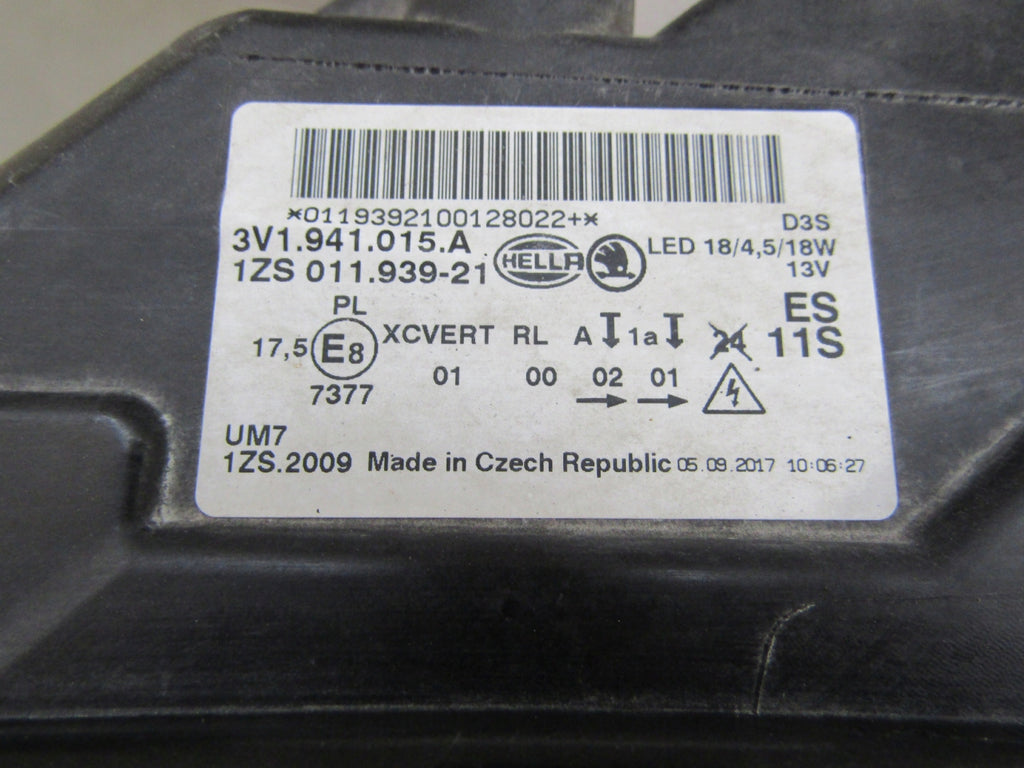 *0119392100128022+*
D3S
3V1.941.015.A
HELLA
LED 18/4,5/18W
1ZS 011.939-21
13V
PL
ES
17,5 E8 XCVERT RL A 1a 24 11S
01 00 02 01
7377
UM7
1ZS.2009 Made in Czech Republic 05.09.2017 10:06:27